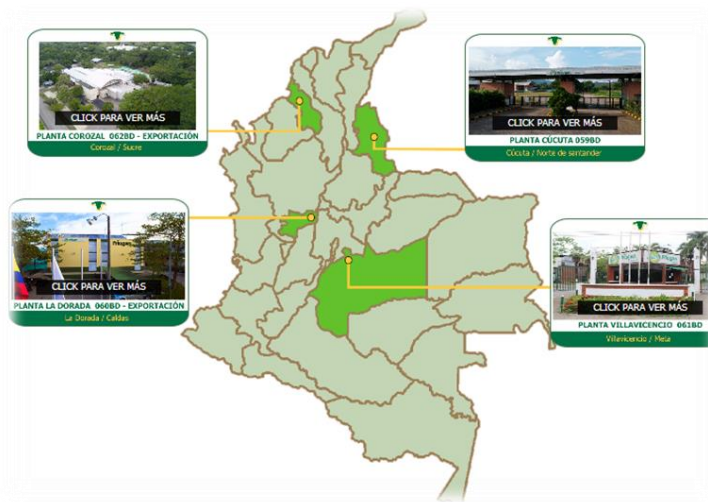 CLICK PARA VER MÁS
PLANTA COROZAL 062BD - EXPORTACIÓN
Corozal / Sucre
CLICK PARA VER MÁS
PLANTA CÚCUTA 059BD
Cúcuta / Norte de santander
CLICK PARA VER MÁS
PLANTA LA DORADA 060BD - EXPORTACIÓN
La Dorada / Caldas
CLICK PARA VER MÁS
PLANTA VILLAVICENCIO 061BD
Villavicencio / Meta